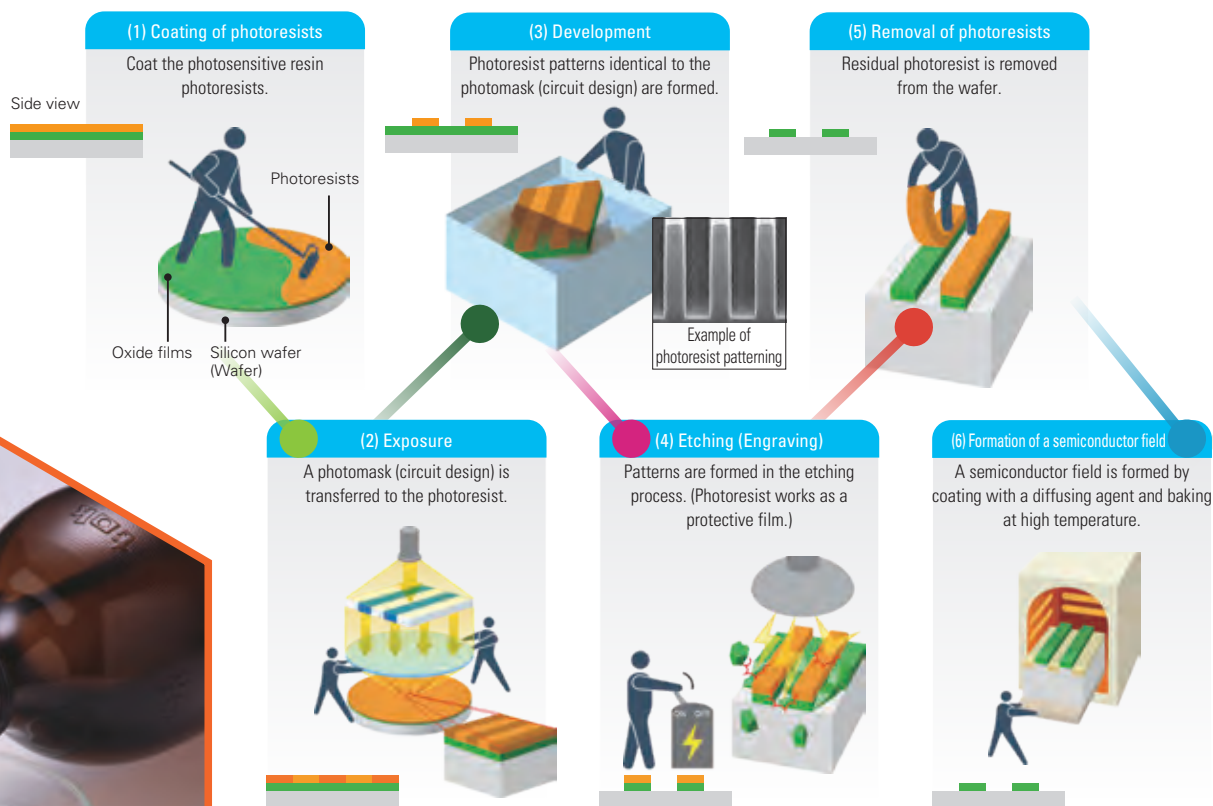 (1) Coating of photoresists
Coat the photosensitive resin
photoresists.
Side view
Photoresists
Oxide films
Silicon wafer
(Wafer)
(2) Exposure
A photomask (circuit design) is
transferred to the photoresist.
(3) Development
Photoresist patterns identical to the
photomask (circuit design) are formed.
Example of
photoresist patterning
(4) Etching (Engraving)
Patterns are formed in the etching
process. (Photoresist works as a
protective film.)
ON OFF
(5) Removal of photoresists
Residual photoresist is removed
from the wafer.
(6) Formation of a semiconductor field
A semiconductor field is formed by
coating with a diffusing agent and baking
at high temperature.
tok